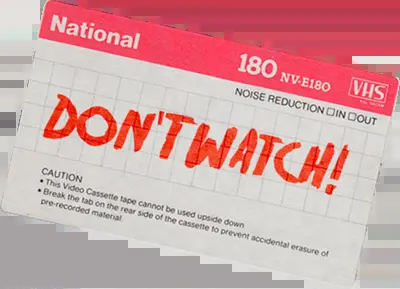 National
180 NV-E180
VHS
NOISE REDUCTION □IN □OUT
DON'T WATCH!
CAUTION
• This Video Cassette tape cannot be used upside down
• Break the tab on the rear side of the cassette to prevent accidental erasure of
pre-recorded material.